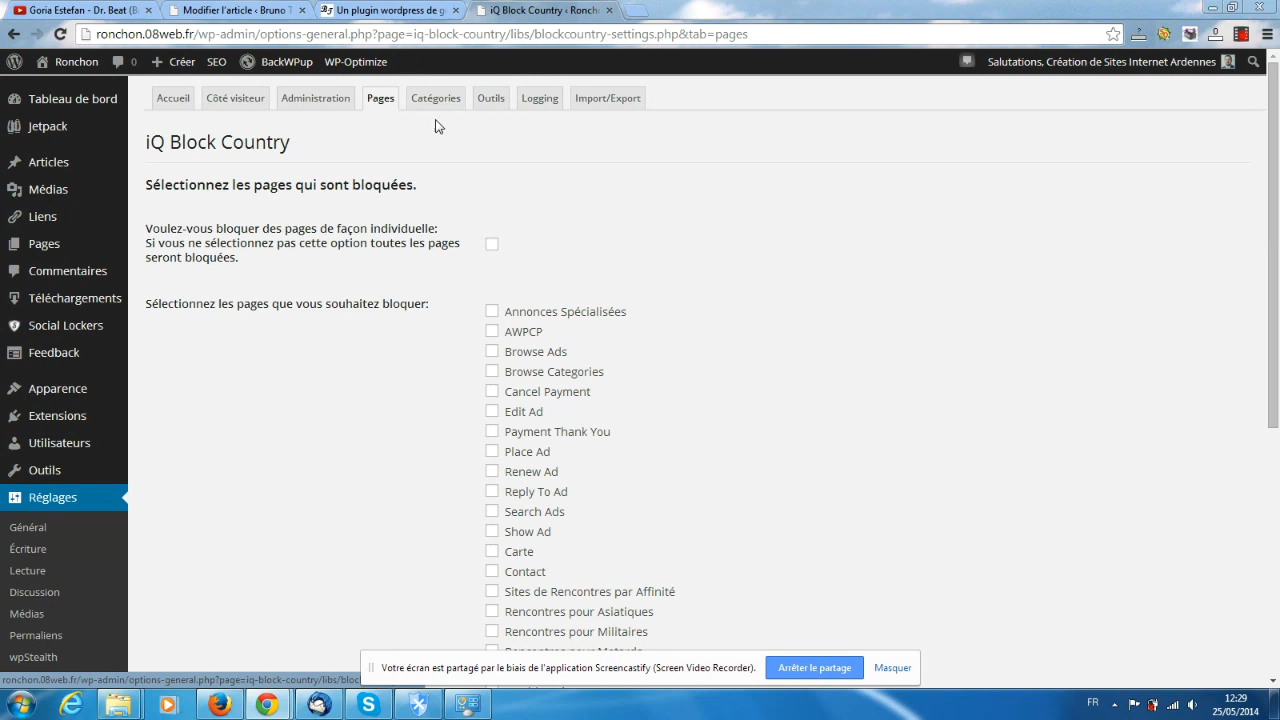 Goria Estefan - Dr. Beat (B
Modifier l'article ‹ Bruno T
Un plugin wordpress de g
iQ Block Country ‹ Roncho
ronchon.08web.fr/wp-admin/options-general.php?page=iq-block-country/libs/blockcountry-settings.php&tab=pages
Ronchon
0
Créer
SEO
BackWPup
WP-Optimize
Salutations, Création de Sites Internet Ardennes
Tableau de bord
Jetpack
Articles
Médias
Liens
Pages
Commentaires
Téléchargements
Social Lockers
Feedback
Apparence
Extensions
Utilisateurs
Outils
Réglages
Général
Écriture
Lecture
Discussion
Médias
Permaliens
wpStealth
Accueil
Côté visiteur
Administration
Pages
Catégories
Outils
Logging
Import/Export
iQ Block Country
Sélectionnez les pages qui sont bloquées.
Voulez-vous bloquer des pages de façon individuelle:
Si vous ne sélectionnez pas cette option toutes les pages
seront bloquées.
Sélectionnez les pages que vous souhaitez bloquer:
Annonces Spécialisées
AWPCP
Browse Ads
Browse Categories
Cancel Payment
Edit Ad
Payment Thank You
Place Ad
Renew Ad
Reply To Ad
Search Ads
Show Ad
Carte
Contact
Sites de Rencontres par Affinité
Rencontres pour Asiatiques
Rencontres pour Militaires
Votre écran est partagé par le biais de l'application Screencastify (Screen Video Recorder).
Arrêter le partage
Masquer
ronchon.08web.fr/wp-admin/options-general.php?page=iq-block-country/libs/bloc
FR
12:29
25/05/2014